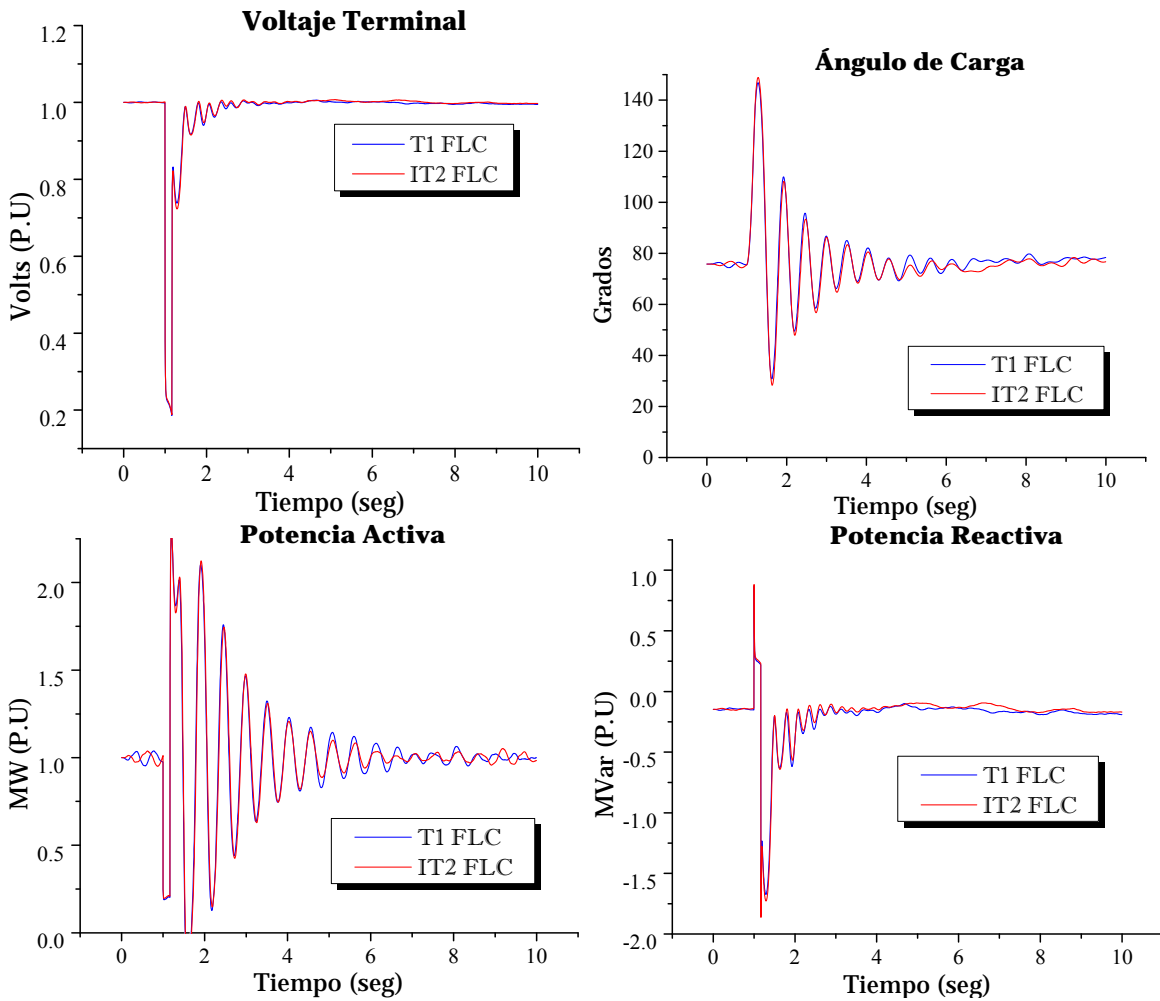 Voltaje Terminal
1.2
1.0
0.8
0.6
0.4
0.2
Volts (P.U)
T1 FLC
IT2 FLC
0 2 4 6 8 10
Tiempo (seg)
Ángulo de Carga
140
120
100
80
60
40
20
0
Grados
T1 FLC
IT2 FLC
0 2 4 6 8 10
Tiempo (seg)
Potencia Activa
2.0
1.5
1.0
0.5
0.0
MW (P.U)
T1 FLC
IT2 FLC
0 2 4 6 8 10
Tiempo (seg)
Potencia Reactiva
1.0
0.5
0.0
-0.5
-1.0
-1.5
-2.0
MVar (P.U)
T1 FLC
IT2 FLC
0 2 4 6 8 10
Tiempo (seg)